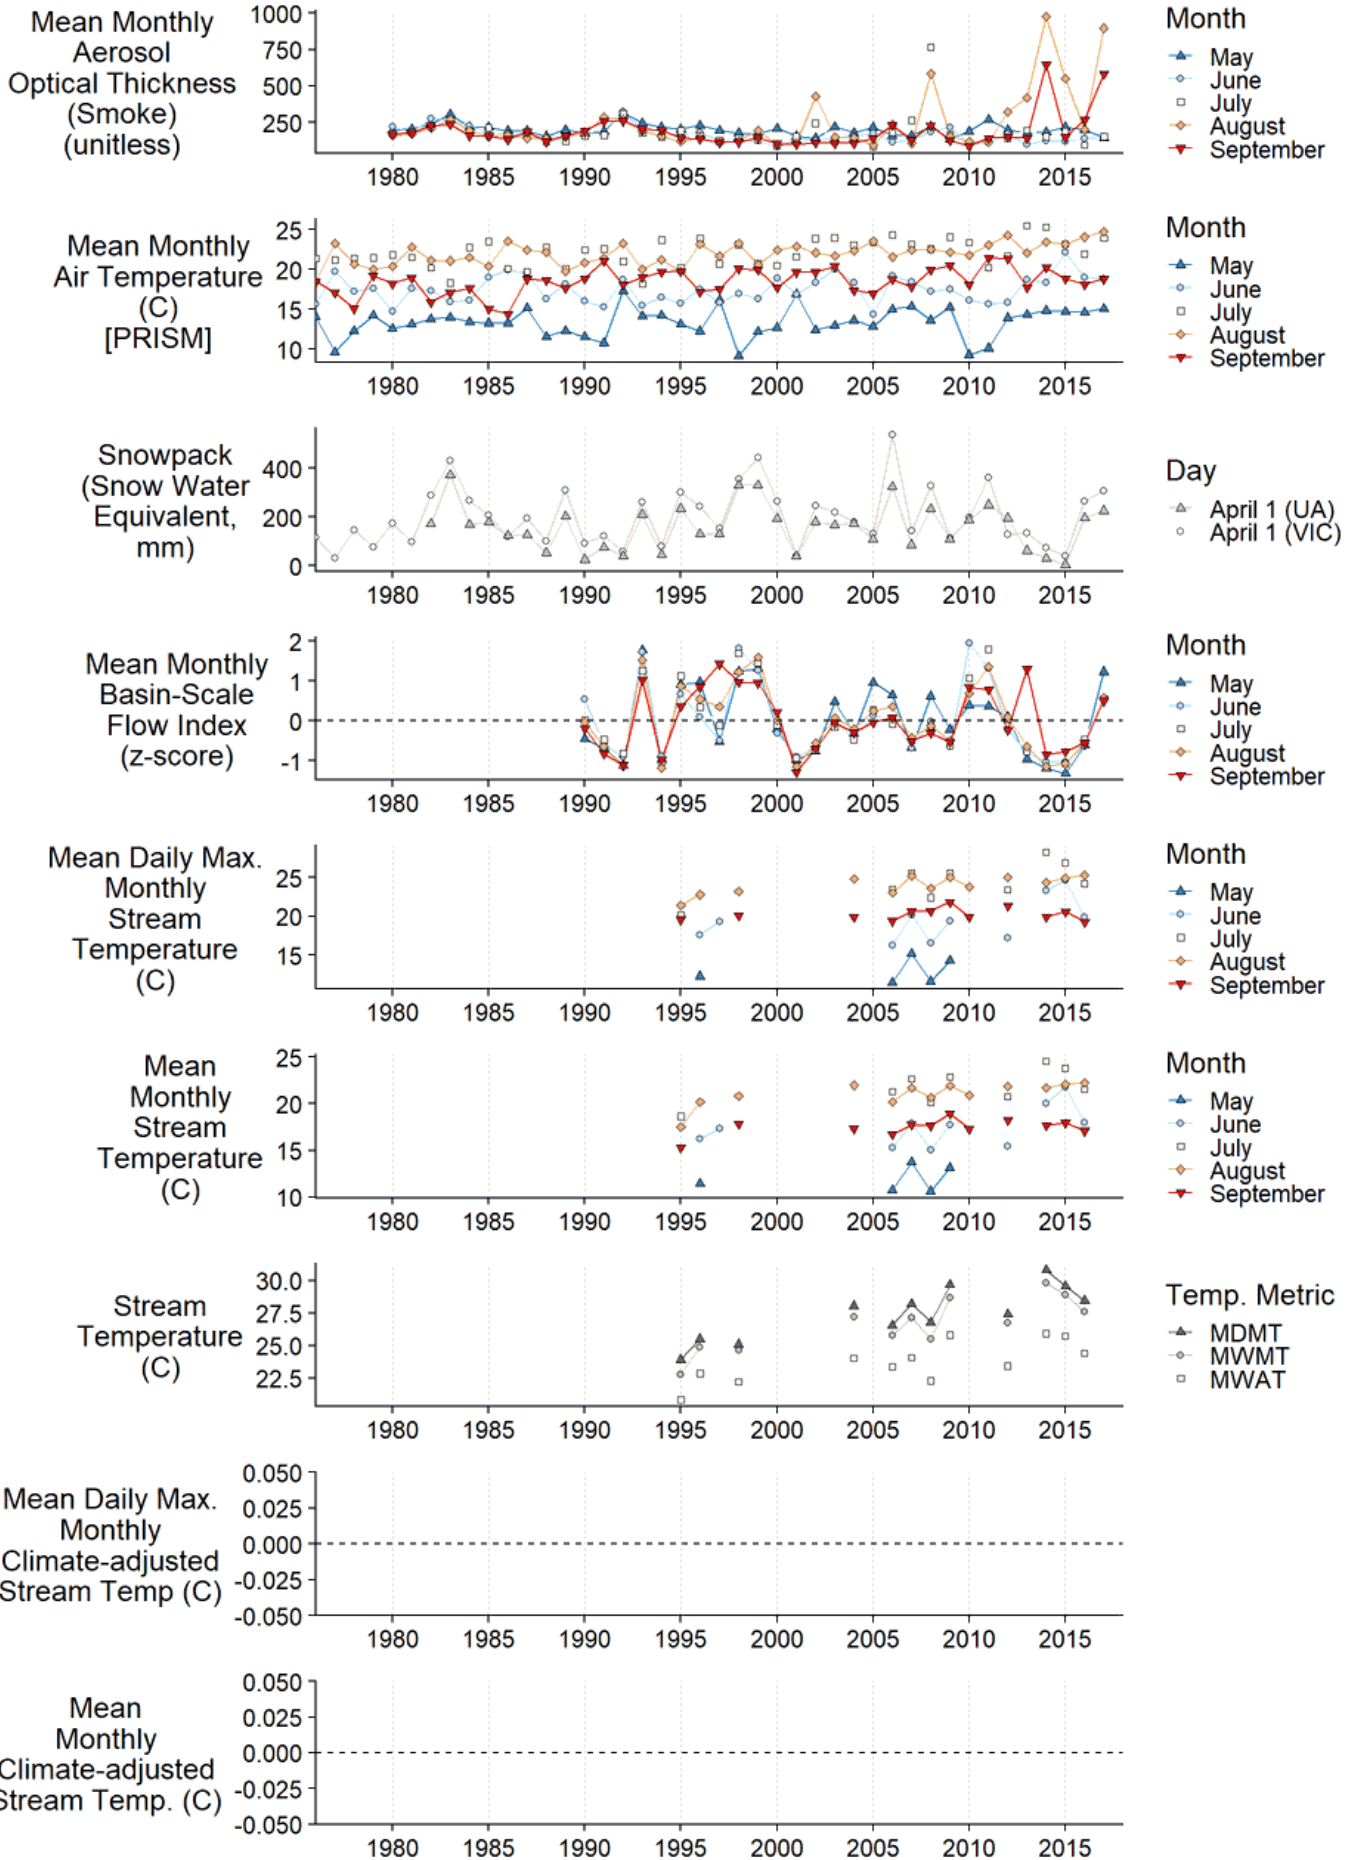 Mean Monthly
Aerosol
Optical Thickness
(Smoke)
(unitless)
1000
750
500
250
1980 1985 1990 1995 2000 2005 2010 2015
Month
May
June
July
August
September
Mean Monthly
Air Temperature
(C)
[PRISM]
25
20
15
10
1980 1985 1990 1995 2000 2005 2010 2015
Month
May
June
July
August
September
Snowpack
(Snow Water
Equivalent,
mm)
400
200
0
1980 1985 1990 1995 2000 2005 2010 2015
Day
April 1 (UA)
April 1 (VIC)
Mean Monthly
Basin-Scale
Flow Index
(z-score)
2
1
0
-1
1980 1985 1990 1995 2000 2005 2010 2015
Month
May
June
July
August
September
Mean Daily Max.
Monthly
Stream
Temperature
(C)
25
20
15
1980 1985 1990 1995 2000 2005 2010 2015
Month
May
June
July
August
September
Mean
Monthly
Stream
Temperature
(C)
25
20
15
10
1980 1985 1990 1995 2000 2005 2010 2015
Month
May
June
July
August
September
Stream
Temperature
(C)
30.0
27.5
25.0
22.5
1980 1985 1990 1995 2000 2005 2010 2015
Temp. Metric
MDMT
MWMT
MWAT
Mean Daily Max.
Monthly
Climate-adjusted
Stream Temp (C)
0.050
0.025
0.000
-0.025
-0.050
1980 1985 1990 1995 2000 2005 2010 2015
Mean
Monthly
Climate-adjusted
Stream Temp. (C)
0.050
0.025
0.000
-0.025
-0.050
1980 1985 1990 1995 2000 2005 2010 2015